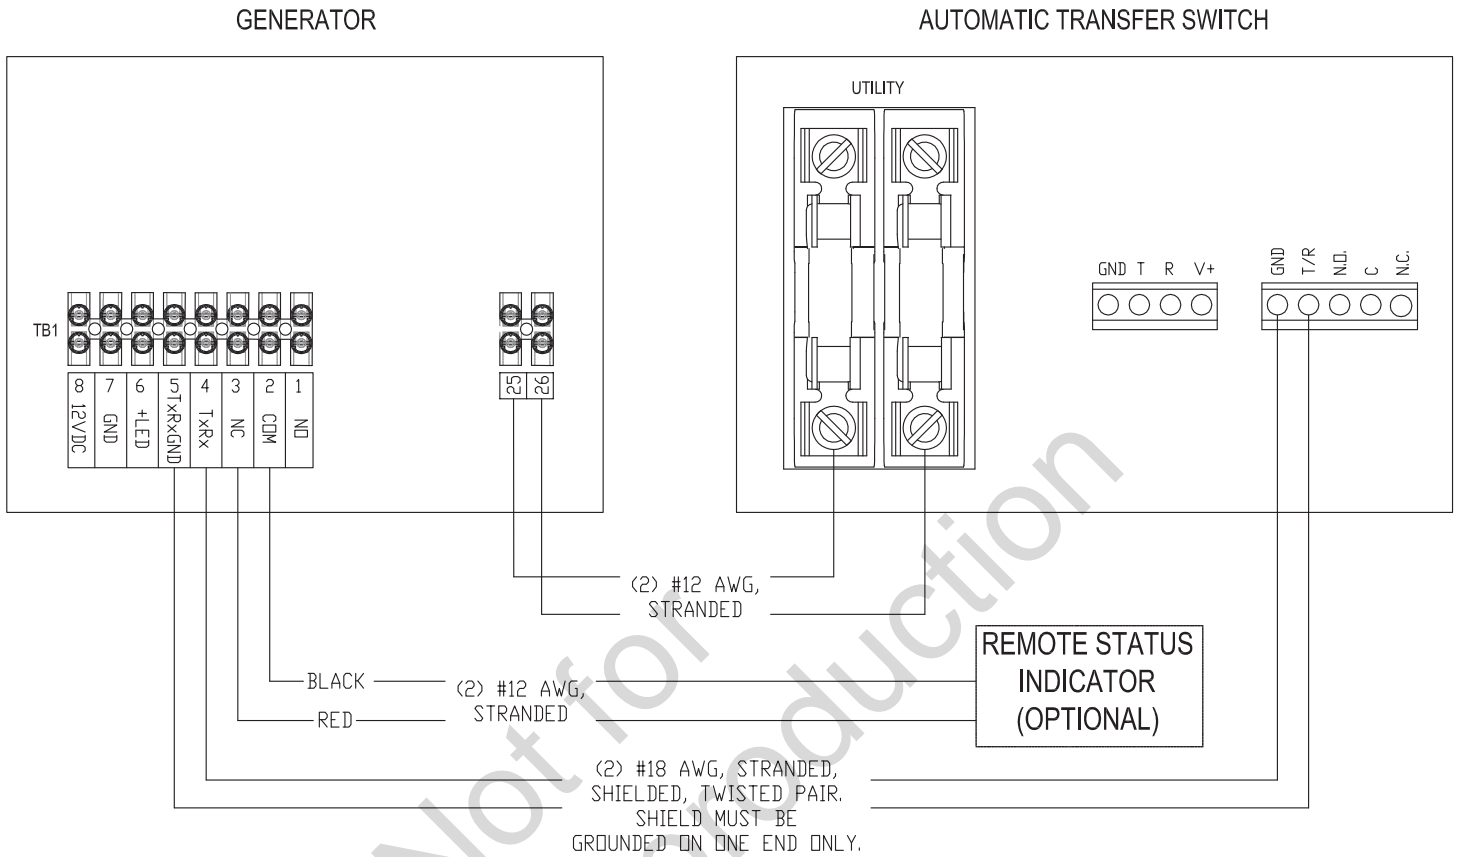 GENERATOR
AUTOMATIC TRANSFER SWITCH
UTILITY
GND T R V+
GND T/R N.O. C N.C.
TB1
8 7 6 5 4 3 2 1
12VDC GND +LED TxRxGND TxRx NC COM NO
25 26
(2) #12 AWG,
STRANDED
BLACK
RED
(2) #12 AWG,
STRANDED
REMOTE STATUS
INDICATOR
(OPTIONAL)
(2) #18 AWG, STRANDED,
SHIELDED, TWISTED PAIR.
SHIELD MUST BE
GROUNDED ON ONE END ONLY.
Not for
production